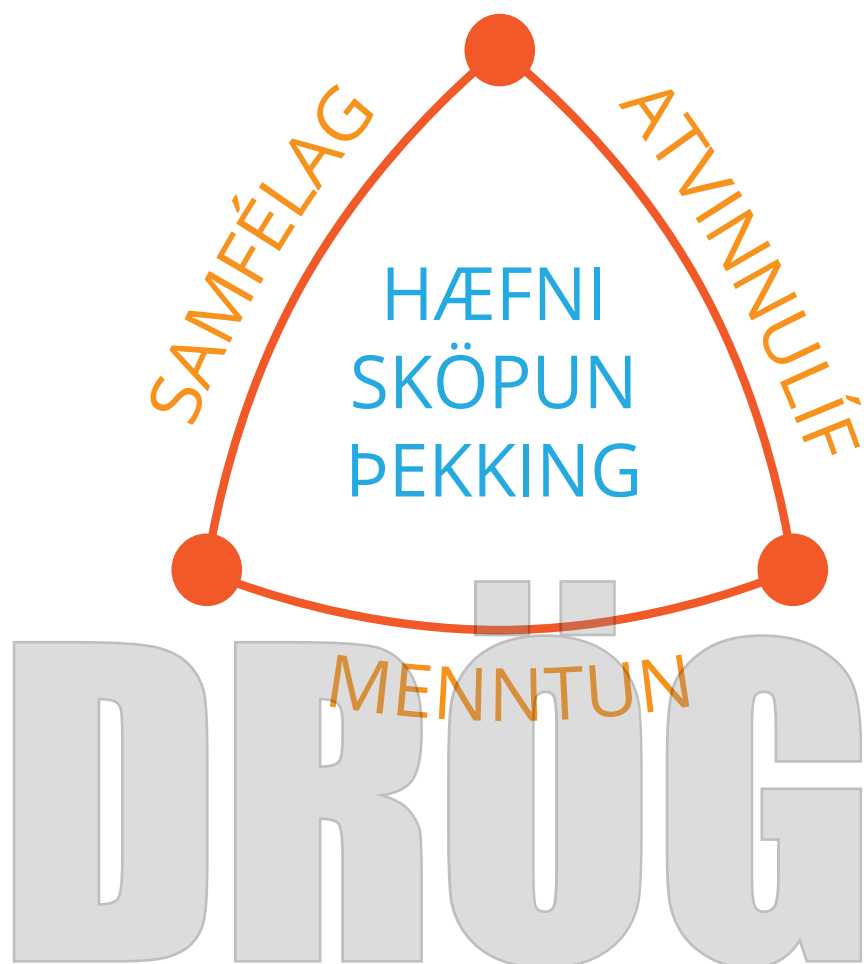 SAMFÉLAG
ATVINNULÍF
HÆFNI
SKÖPUN
ÞEKKING
MENNTUN
DRÖG